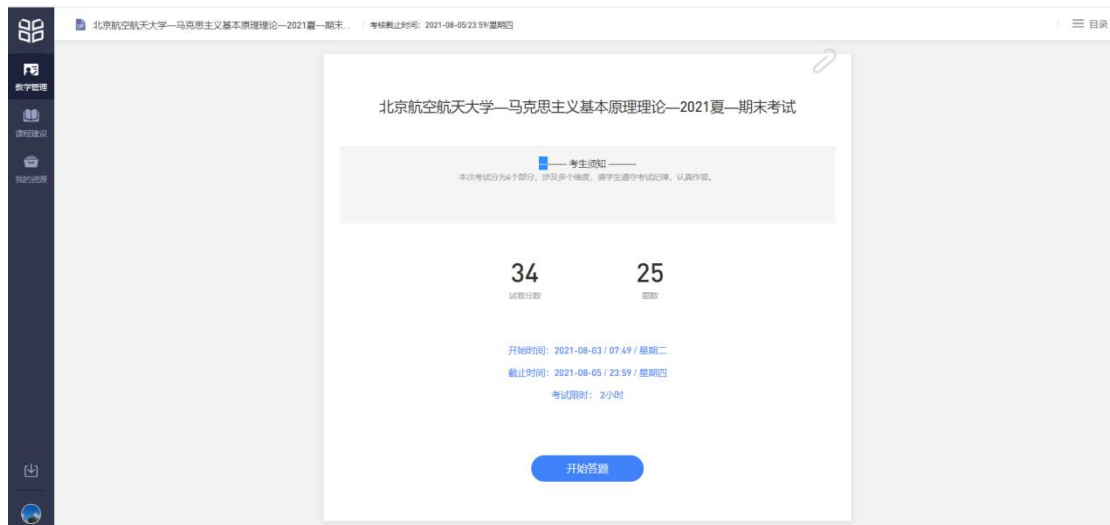 北京航空航天大学—马克思主义基本原理理论—2021夏—期末...
考核截止时间：2021-08-05/23:59/星期四
目录
教学管理
课程建设
我的资源
北京航空航天大学—马克思主义基本原理理论—2021夏—期末考试
—— 考生须知 ——
本次考试分为4个部分，涉及多个维度，请学生遵守考试纪律，认真作答。
34 25
试卷分数 题数
开始时间：2021-08-03 / 07:49 / 星期二
截止时间：2021-08-05 / 23:59 / 星期四
考试限时： 2小时
开始答题